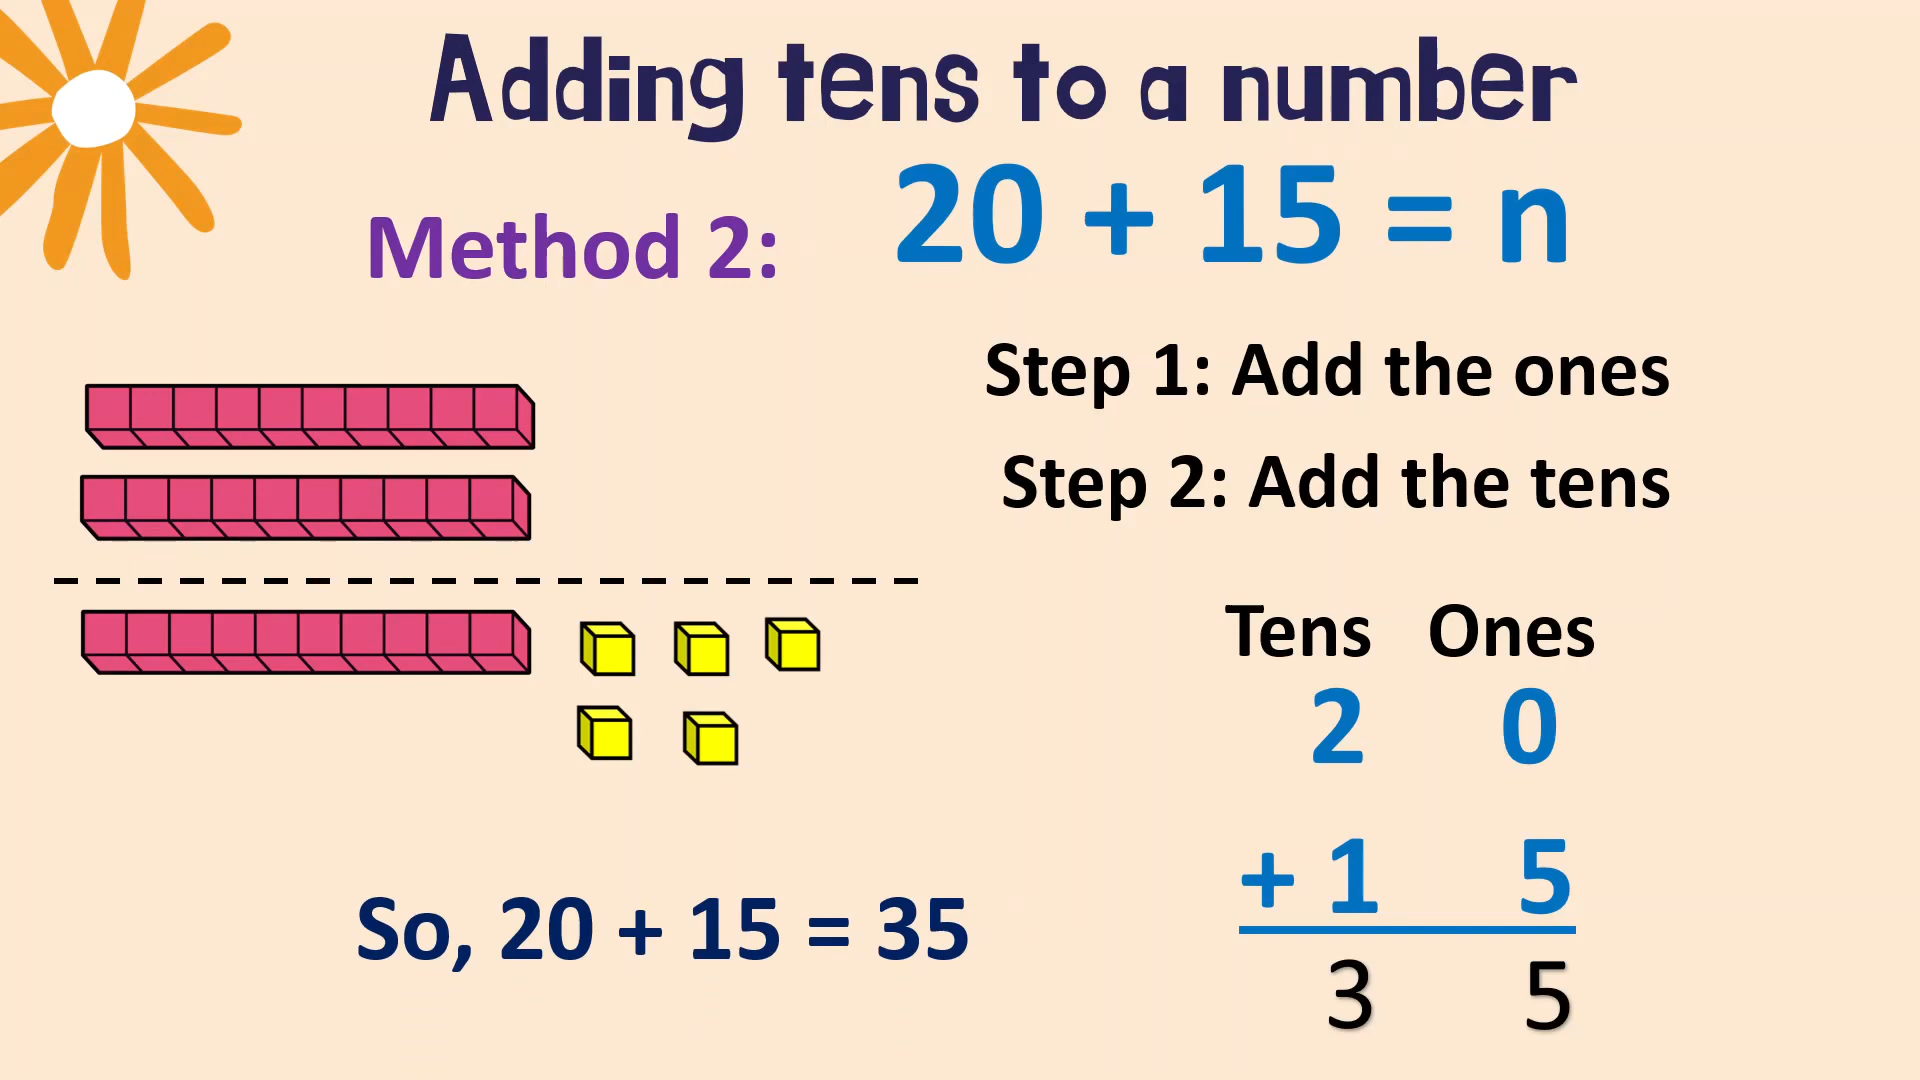 Adding tens to a number
Method 2:
20 + 15 = n
Step 1: Add the ones
Step 2: Add the tens
Tens Ones
2 0
+ 1 5
3 5
So, 20 + 15 = 35